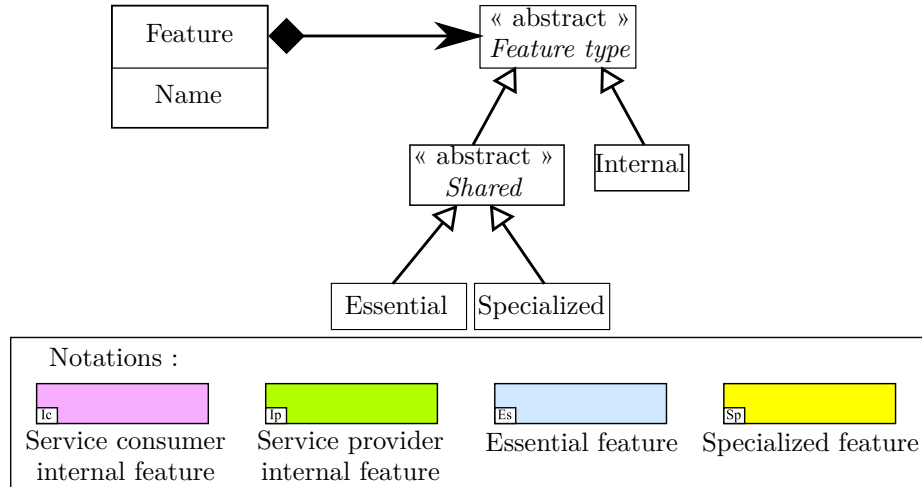 Feature
Name
« abstract »
Feature type
« abstract »
Shared
Internal
Essential
Specialized
Notations :
Ic
Service consumer
internal feature
Ip
Service provider
internal feature
Es
Essential feature
Sp
Specialized feature